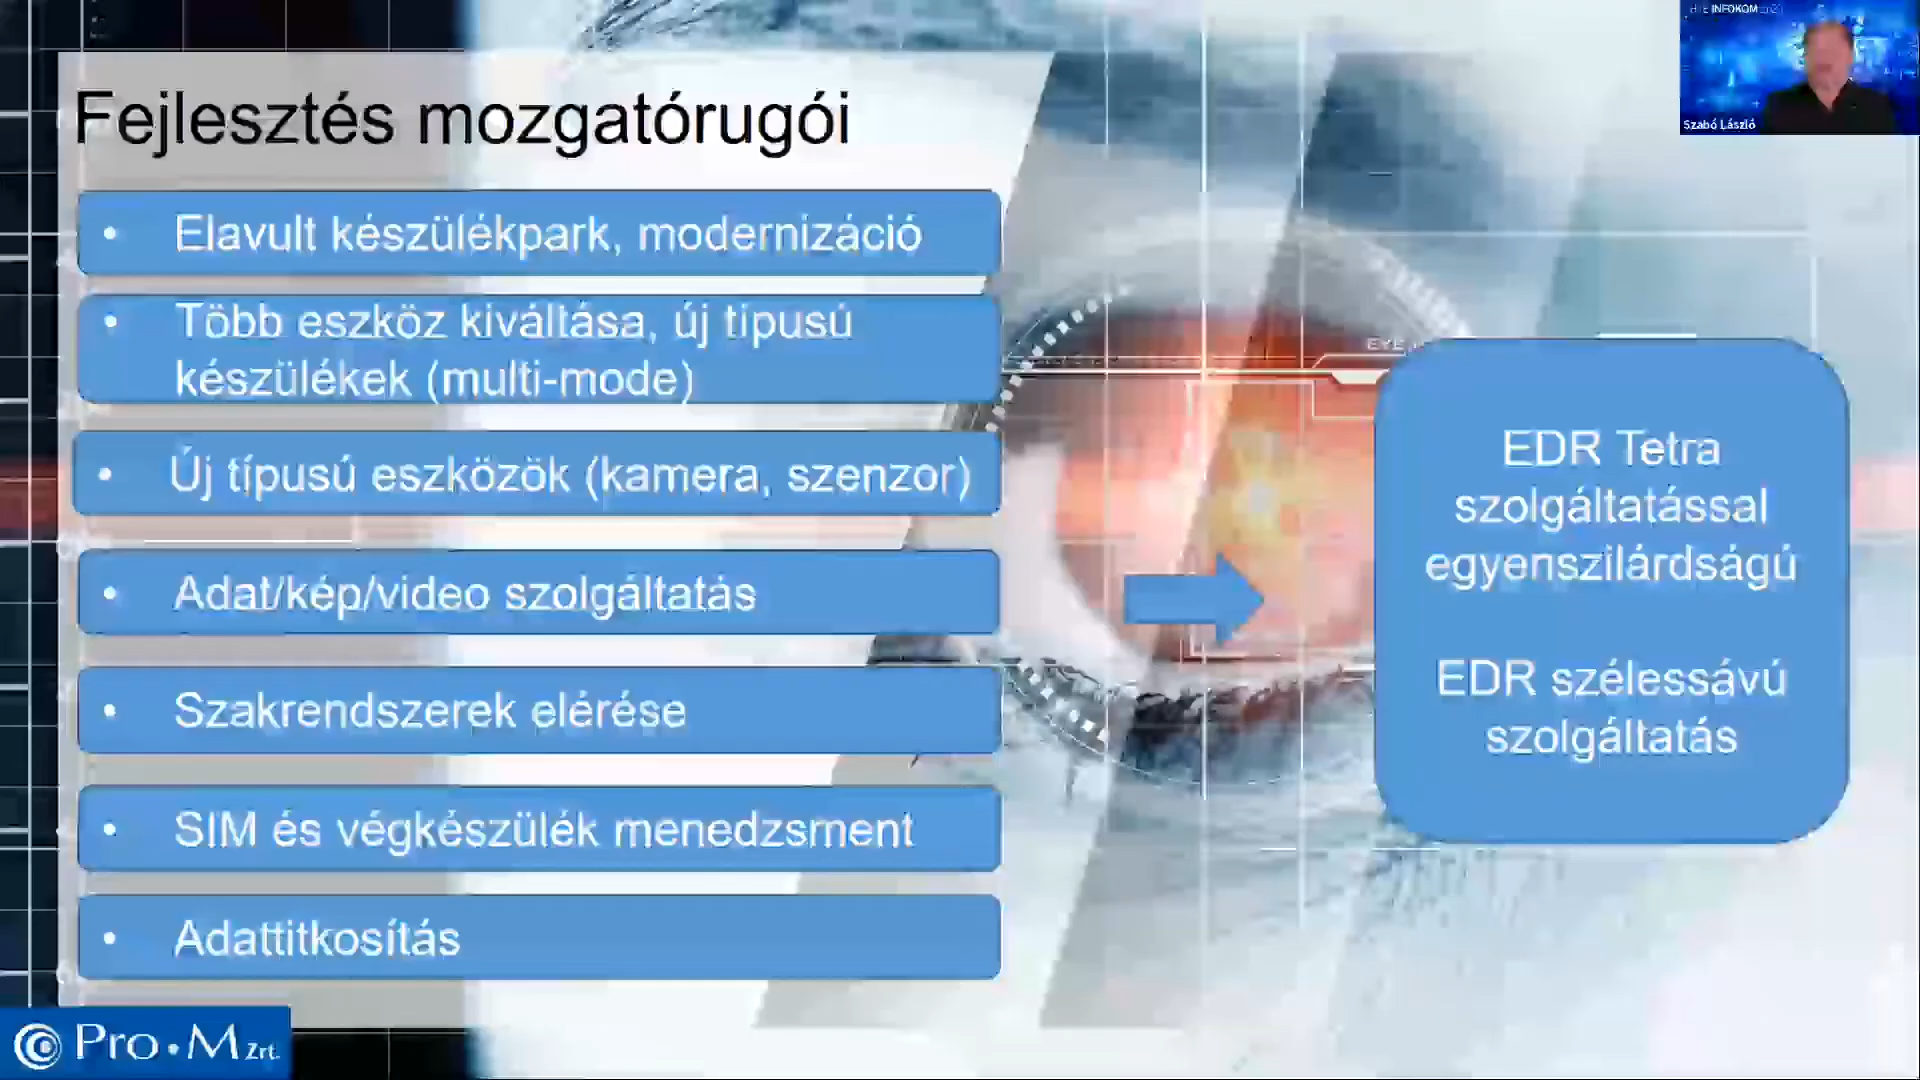 INFOKOM
Szabó László
Fejlesztés mozgatórugói
• Elavult készülékpark, modernizáció
• Több eszköz kiváltása, új típusú
készülékek (multi-mode)
• Új típusú eszközök (kamera, szenzor)
• Adat/kép/video szolgáltatás
• Szakrendszerek elérése
• SIM és végkészülék menedzsment
• Adattitkosítás
EYE
EDR Tetra
szolgáltatással
egyenszilárdságú
EDR szélessávú
szolgáltatás
Pro•M Zrt.